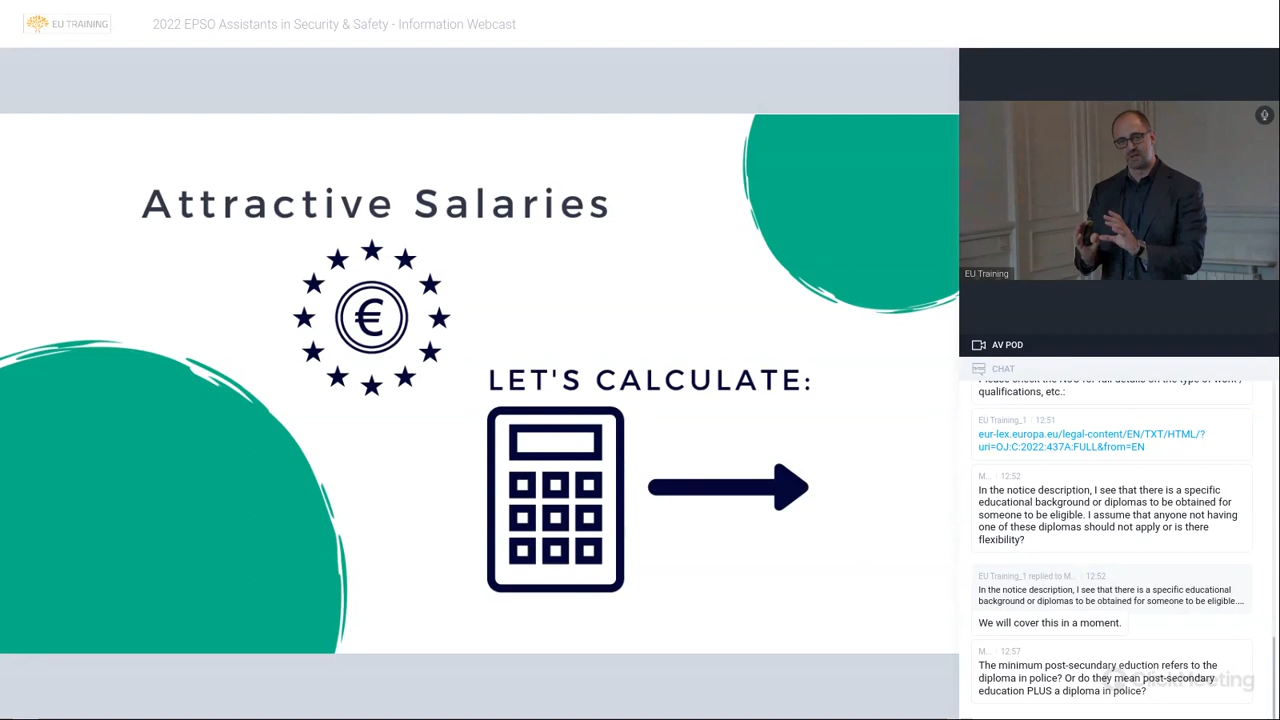 EU TRAINING
2022 EPSO Assistants in Security & Safety - Information Webcast
Attractive Salaries
€
LET'S CALCULATE:
EU Training
AV POD
CHAT
qualifications, etc.:
EU Training_1 12:51
eur-lex.europa.eu/legal-content/EN/TXT/HTML/?
uri=OJ:C:2022:437A:FULL&from=EN
M... 12:52
In the notice description, I see that there is a specific
educational background or diplomas to be obtained for
someone to be eligible. I assume that anyone not having
one of these diplomas should not apply or is there
flexibility?
EU Training_1 replied to M... 12:52
In the notice description, I see that there is a specific educational
background or diplomas to be obtained for someone to be eligible....
We will cover this in a moment.
M... 12:57
The minimum post-secundary eduction refers to the
diploma in police? Or do they mean post-secondary
education PLUS a diploma in police?
ClickMeeting